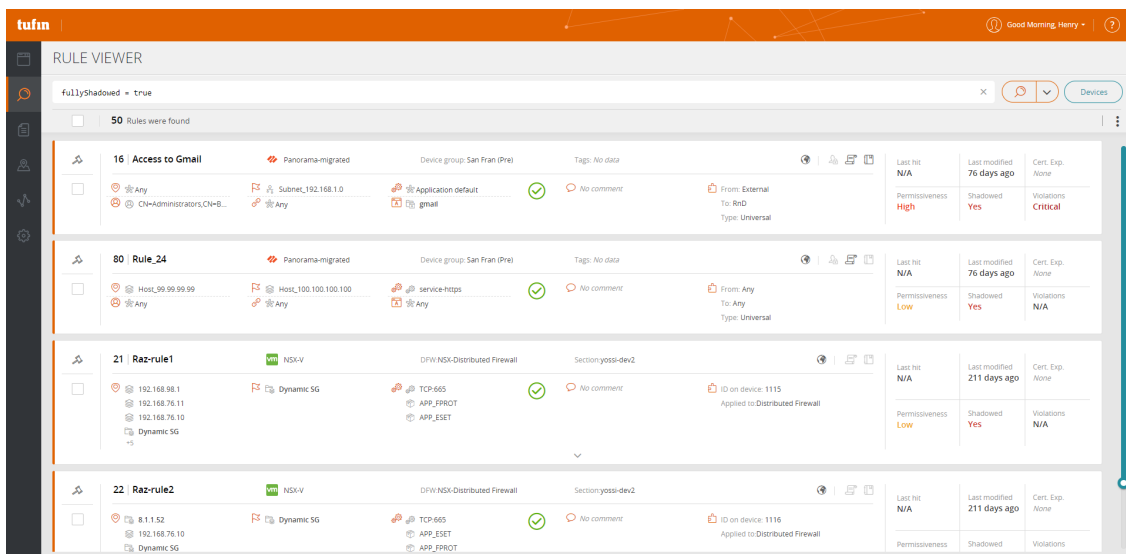 tufin
Good Morning, Henry
?
RULE VIEWER
fullyShadowed = true
Devices
50 Rules were found
16 Access to Gmail Panorama-migrated Device group: San Fran (Pre) Tags: No data
Last hit Last modified Cert. Exp.
N/A 76 days ago None
Any Subnet_192.168.1.0 Application default No comment From: External
CN=Administrators,CN=B... Any gmail To: RnD
Type: Universal
Permissiveness Shadowed Violations
High Yes Critical
80 Rule_24 Panorama-migrated Device group: San Fran (Pre) Tags: No data
Last hit Last modified Cert. Exp.
N/A 76 days ago None
Host_99.99.99.99 Host_100.100.100.100 service-https No comment From: Any
Any Any Any To: Any
Type: Universal
Permissiveness Shadowed Violations
Low Yes N/A
21 Raz-rule1 vm NSX-V DFW:NSX-Distributed Firewall Section:yossi-dev2
Last hit Last modified Cert. Exp.
N/A 211 days ago None
192.168.98.1 Dynamic SG TCP:665 No comment ID on device: 1115
192.168.76.11 APP_FPROT Applied to:Distributed Firewall
192.168.76.10 APP_ESET
Dynamic SG
Permissiveness Shadowed Violations
Low Yes N/A
22 Raz-rule2 vm NSX-V DFW:NSX-Distributed Firewall Section:yossi-dev2
Last hit Last modified Cert. Exp.
N/A 211 days ago None
8.1.1.52 Dynamic SG TCP:665 No comment ID on device: 1116
192.168.76.10 APP_ESET Applied to:Distributed Firewall
Dynamic SG APP_FPROT
Permissiveness Shadowed Violations